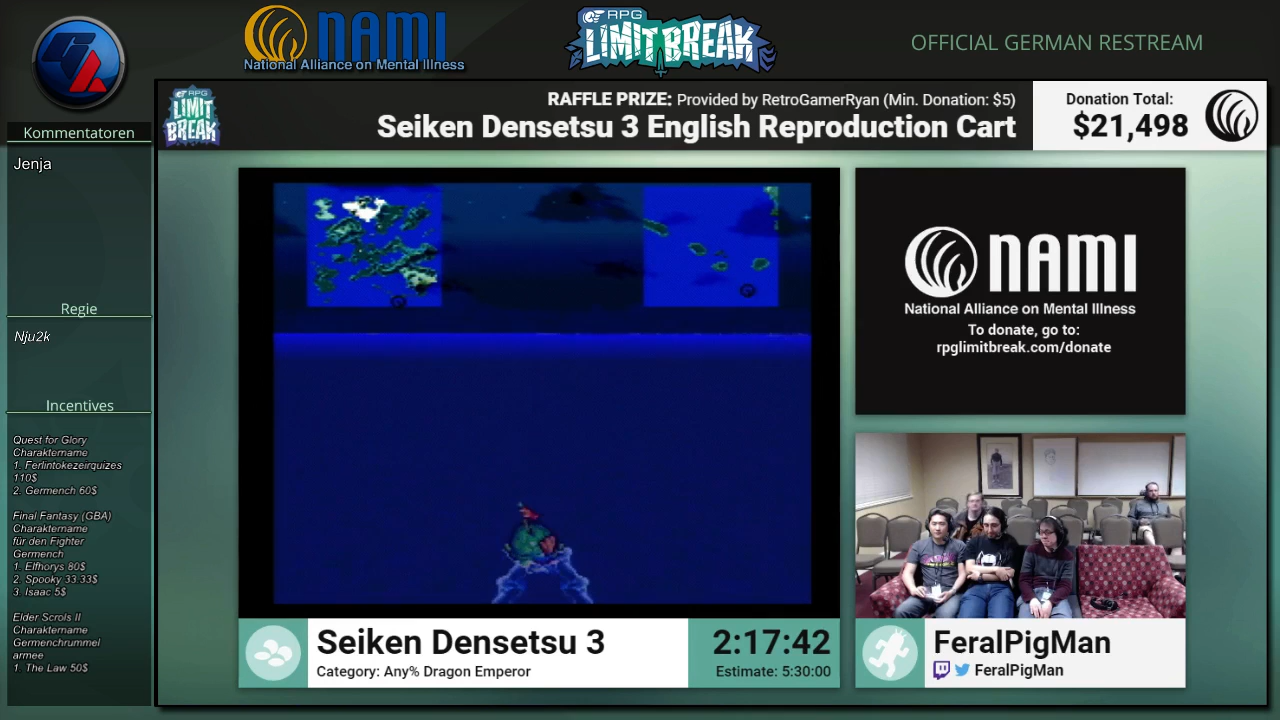 NAMI
National Alliance on Mental Illness
RPG
LIMIT BREAK
OFFICIAL GERMAN RESTREAM
Kommentatoren
Jenja
Regie
Nju2k
Incentives
Quest for Glory
Charaktername
1. Ferlintokezeirquizes
110$
2. Germench 60$
Final Fantasy (GBA)
Charaktername
für den Fighter
Germench
1. Elfhorys 80$
2. Spooky 33.33$
3. Isaac 5$
Elder Scrols II
Charaktername
Germenchrummel
armee
1. The Law 50$
RPG
LIMIT
BREAK
RAFFLE PRIZE: Provided by RetroGamerRyan (Min. Donation: $5)
Seiken Densetsu 3 English Reproduction Cart
Donation Total:
$21,498
NAMI
National Alliance on Mental Illness
To donate, go to:
rpglimitbreak.com/donate
Seiken Densetsu 3
Category: Any% Dragon Emperor
2:17:42
Estimate: 5:30:00
FeralPigMan
FeralPigMan